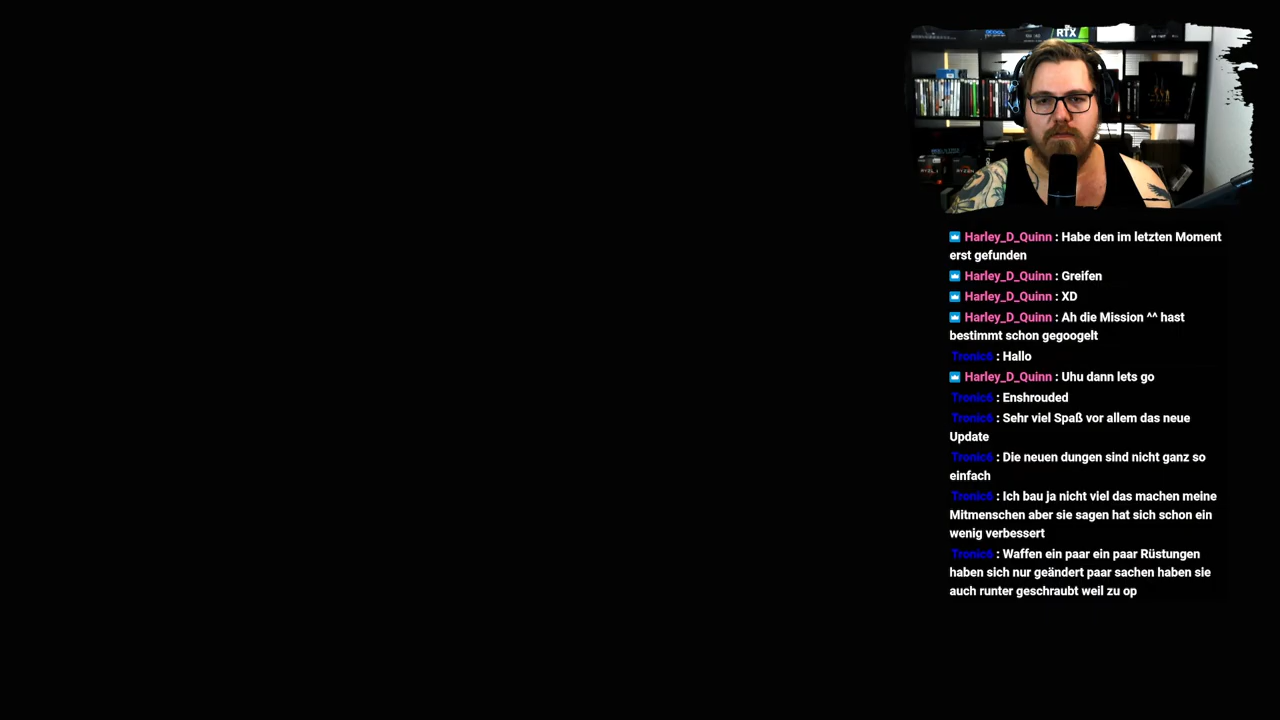 RTX
Harley_D_Quinn : Habe den im letzten Moment
erst gefunden
Harley_D_Quinn : Greifen
Harley_D_Quinn : XD
Harley_D_Quinn : Ah die Mission ^^ hast
bestimmt schon gegoogelt
Tronic6 : Hallo
Harley_D_Quinn : Uhu dann lets go
Tronic6 : Enshrouded
Tronic6 : Sehr viel Spaß vor allem das neue
Update
Tronic6 : Die neuen dungen sind nicht ganz so
einfach
Tronic6 : Ich bau ja nicht viel das machen meine
Mitmenschen aber sie sagen hat sich schon ein
wenig verbessert
Tronic6 : Waffen ein paar ein paar Rüstungen
haben sich nur geändert paar sachen haben sie
auch runter geschraubt weil zu op